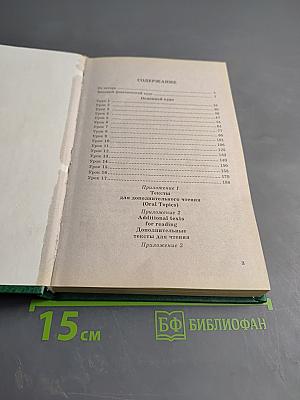 СОДЕРЖАНИЕ
От автора
Вводный фонетический курс
Основной курс
Урок 1
Урок 2
Урок 3
Урок 4
Урок 5
Урок 6
Урок 7
Урок 8
Урок 9
Урок 10
Урок 11
Урок 12
Урок 13
Урок 14
Урок 15
Урок 16
Урок 17
Приложение 1
Тексты
для дополнительного чтения
(Oral Topics)
Приложение 2
Additional texts
for reading
Дополнительные
тексты для чтения
Приложение 3
3
15 см
БФ БИБЛИОФАН